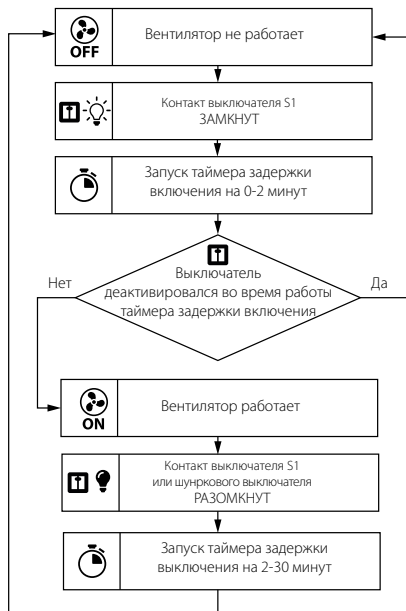 OFF
Вентилятор не работает
Контакт выключателя S1
ЗАМКНУТ
Запуск таймера задержки
включения на 0-2 минут
Нет
Да
Выключатель
деактивировался во время работы
таймера задержки включения
ON
Вентилятор работает
Контакт выключателя S1
или шунркового выключателя
РАЗОМКНУТ
Запуск таймера задержки
выключения на 2-30 минут